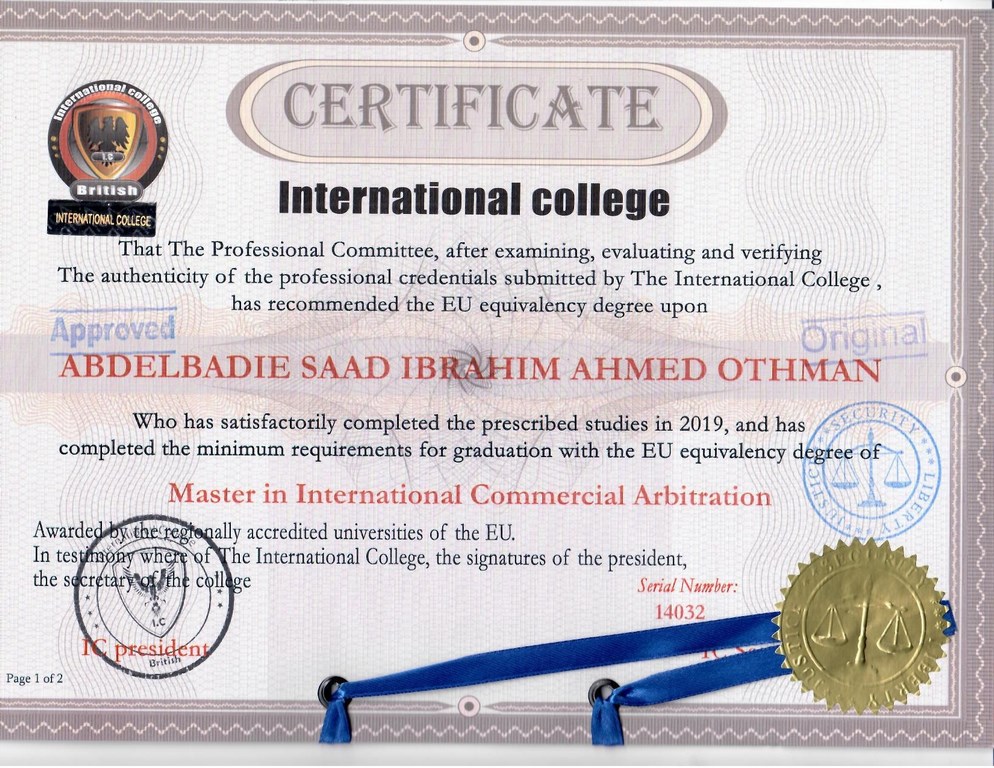 CERTIFICATE
International college
I.C
British
INTERNATIONAL COLLEGE
International college
That The Professional Committee, after examining, evaluating and verifying
The authenticity of the professional credentials submitted by The International College ,
has recommended the EU equivalency degree upon
Approved
Original
ABDELBADIE SAAD IBRAHIM AHMED OTHMAN
Who has satisfactorily completed the prescribed studies in 2019, and has
completed the minimum requirements for graduation with the EU equivalency degree of
SECURITY
LIBERTY
JUSTICE
Master in International Commercial Arbitration
Awarded by the regionally accredited universities of the EU.
In testimony where of The International College, the signatures of the president,
the secretary of the college
Serial Number:
14032
I.C
British
IC president
IC
Page 1 of 2